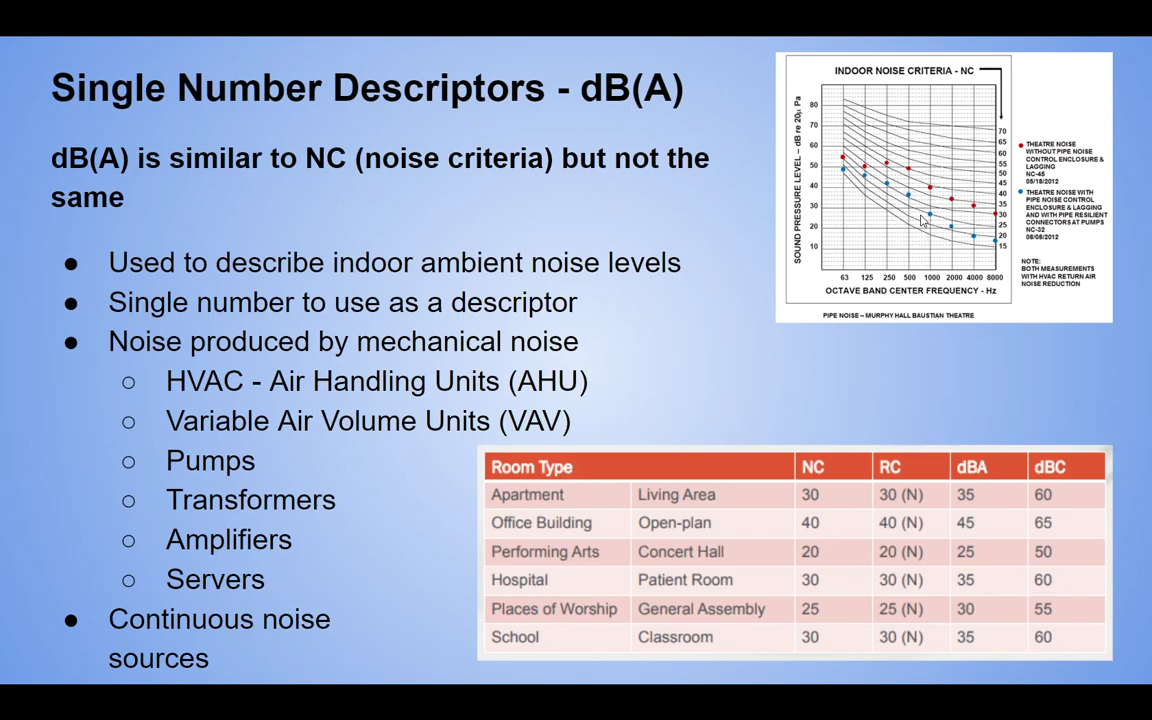 Single Number Descriptors - dB(A)
dB(A) is similar to NC (noise criteria) but not the
same
● Used to describe indoor ambient noise levels
● Single number to use as a descriptor
● Noise produced by mechanical noise
○ HVAC - Air Handling Units (AHU)
○ Variable Air Volume Units (VAV)
○ Pumps
○ Transformers
○ Amplifiers
○ Servers
● Continuous noise
sources
INDOOR NOISE CRITERIA - NC
SOUND PRESSURE LEVEL – dB re 20µ Pa
80
70
60
50
40
30
20
10
70
65
60
55
50
45
40
35
30
25
20
15
63 125 250 500 1000 2000 4000 8000
OCTAVE BAND CENTER FREQUENCY - Hz
PIPE NOISE – MURPHY HALL BAUSTIAN THEATRE
THEATRE NOISE
WITHOUT PIPE NOISE
CONTROL ENCLOSURE &
LAGGING
NC-45
05/18/2012
THEATRE NOISE WITH
PIPE NOISE CONTROL
ENCLOSURE & LAGGING
AND WITH PIPE RESILIENT
CONNECTORS AT PUMPS
NC-32
08/08/2012
NOTE:
BOTH MEASUREMENTS
WITH HVAC RETURN AIR
NOISE REDUCTION
Room Type NC RC dBA dBC
Apartment Living Area 30 30 (N) 35 60
Office Building Open-plan 40 40 (N) 45 65
Performing Arts Concert Hall 20 20 (N) 25 50
Hospital Patient Room 30 30 (N) 35 60
Places of Worship General Assembly 25 25 (N) 30 55
School Classroom 30 30 (N) 35 60